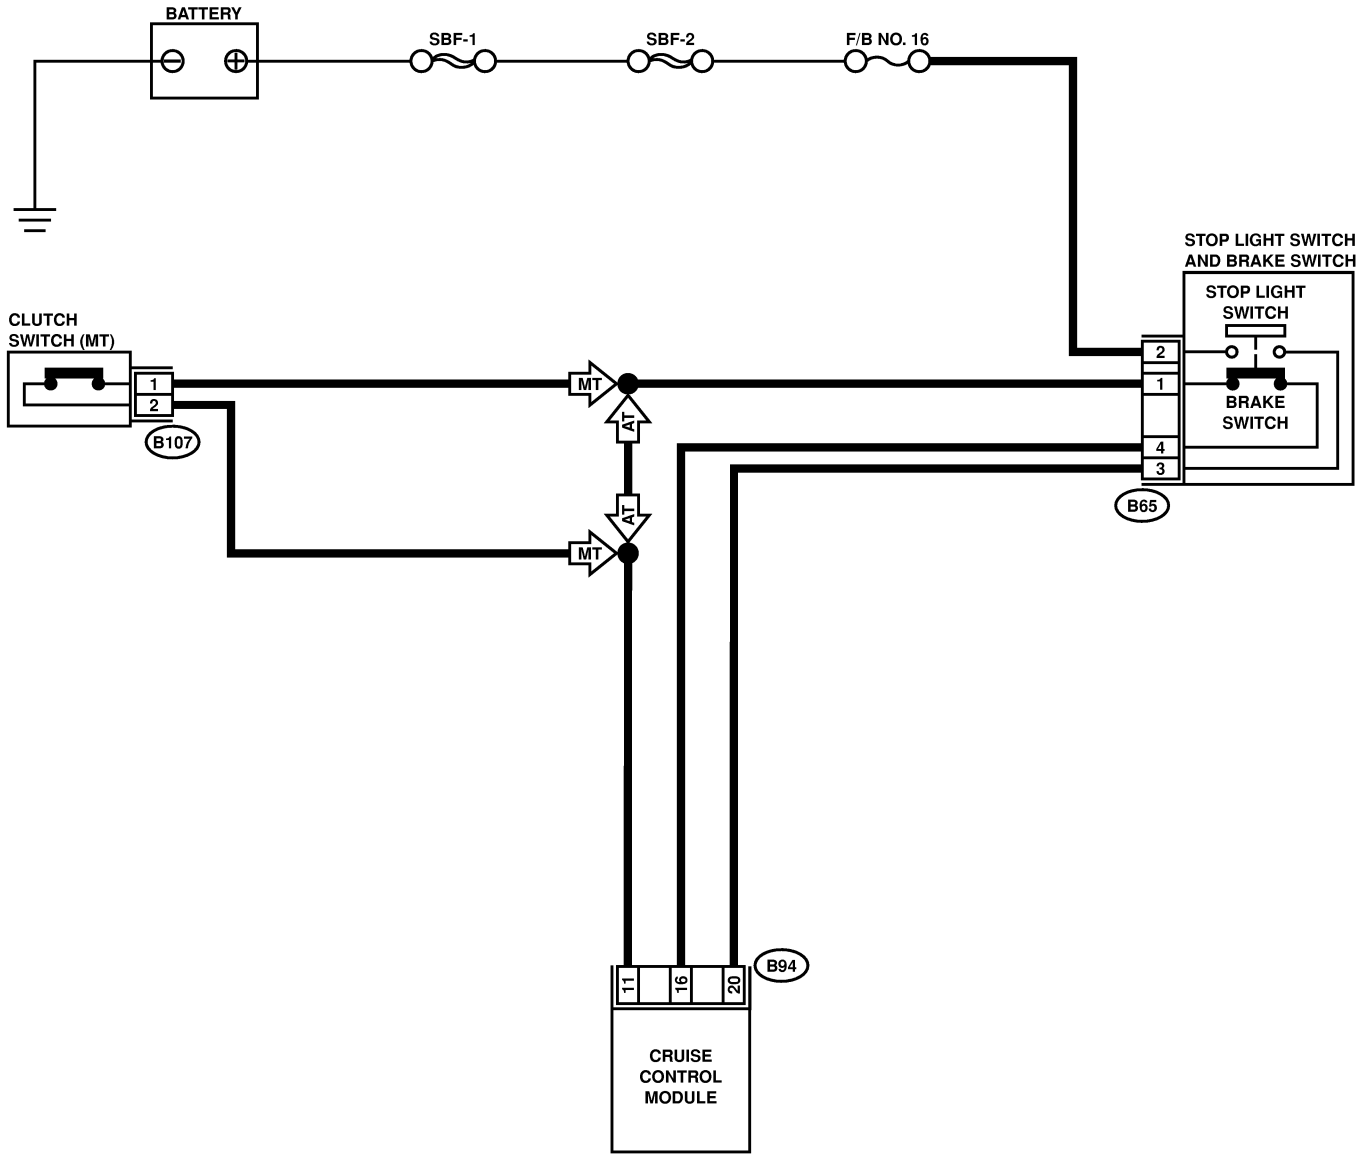 BATTERY
SBF-1
SBF-2
F/B NO. 16
STOP LIGHT SWITCH
AND BRAKE SWITCH
STOP LIGHT
SWITCH
2
1
BRAKE
SWITCH
4
3
B65
CLUTCH
SWITCH (MT)
1
2
B107
MT
AT
AT
MT
B94
11
16
20
CRUISE
CONTROL
MODULE